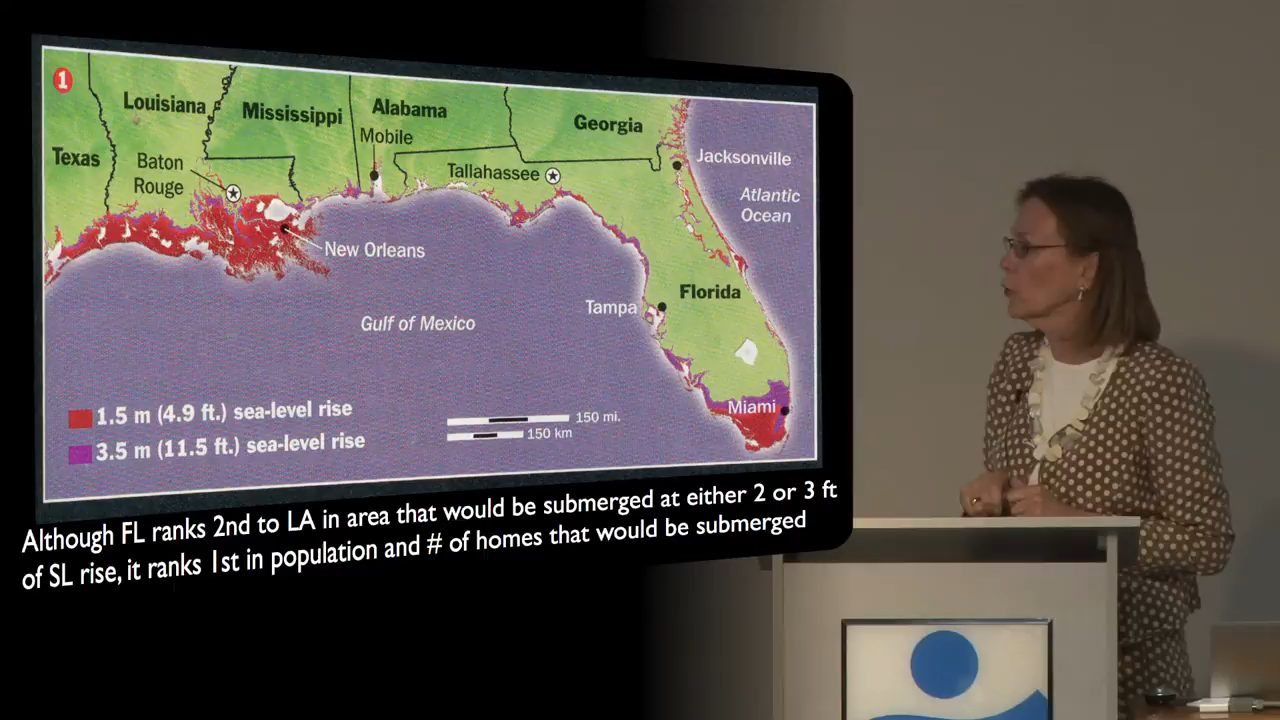 1
Louisiana
Mississippi
Alabama
Georgia
Mobile
Texas
Baton
Rouge
Tallahassee
Jacksonville
Atlantic
Ocean
New Orleans
Tampa
Florida
Gulf of Mexico
Miami
1.5 m (4.9 ft.) sea-level rise
3.5 m (11.5 ft.) sea-level rise
150 mi.
150 km
Although FL ranks 2nd to LA in area that would be submerged at either 2 or 3 ft
of SL rise, it ranks 1st in population and # of homes that would be submerged